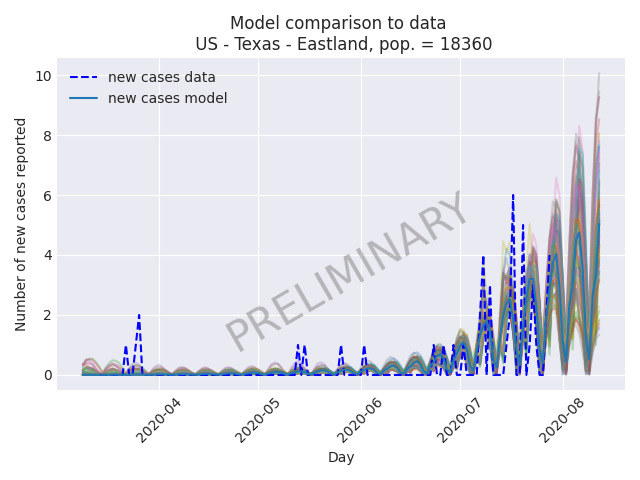 Model comparison to data
US - Texas - Eastland, pop. = 18360
new cases data
new cases model
PRELIMINARY
Number of new cases reported
10
8
6
4
2
0
2020-04
2020-05
2020-06
2020-07
2020-08
Day